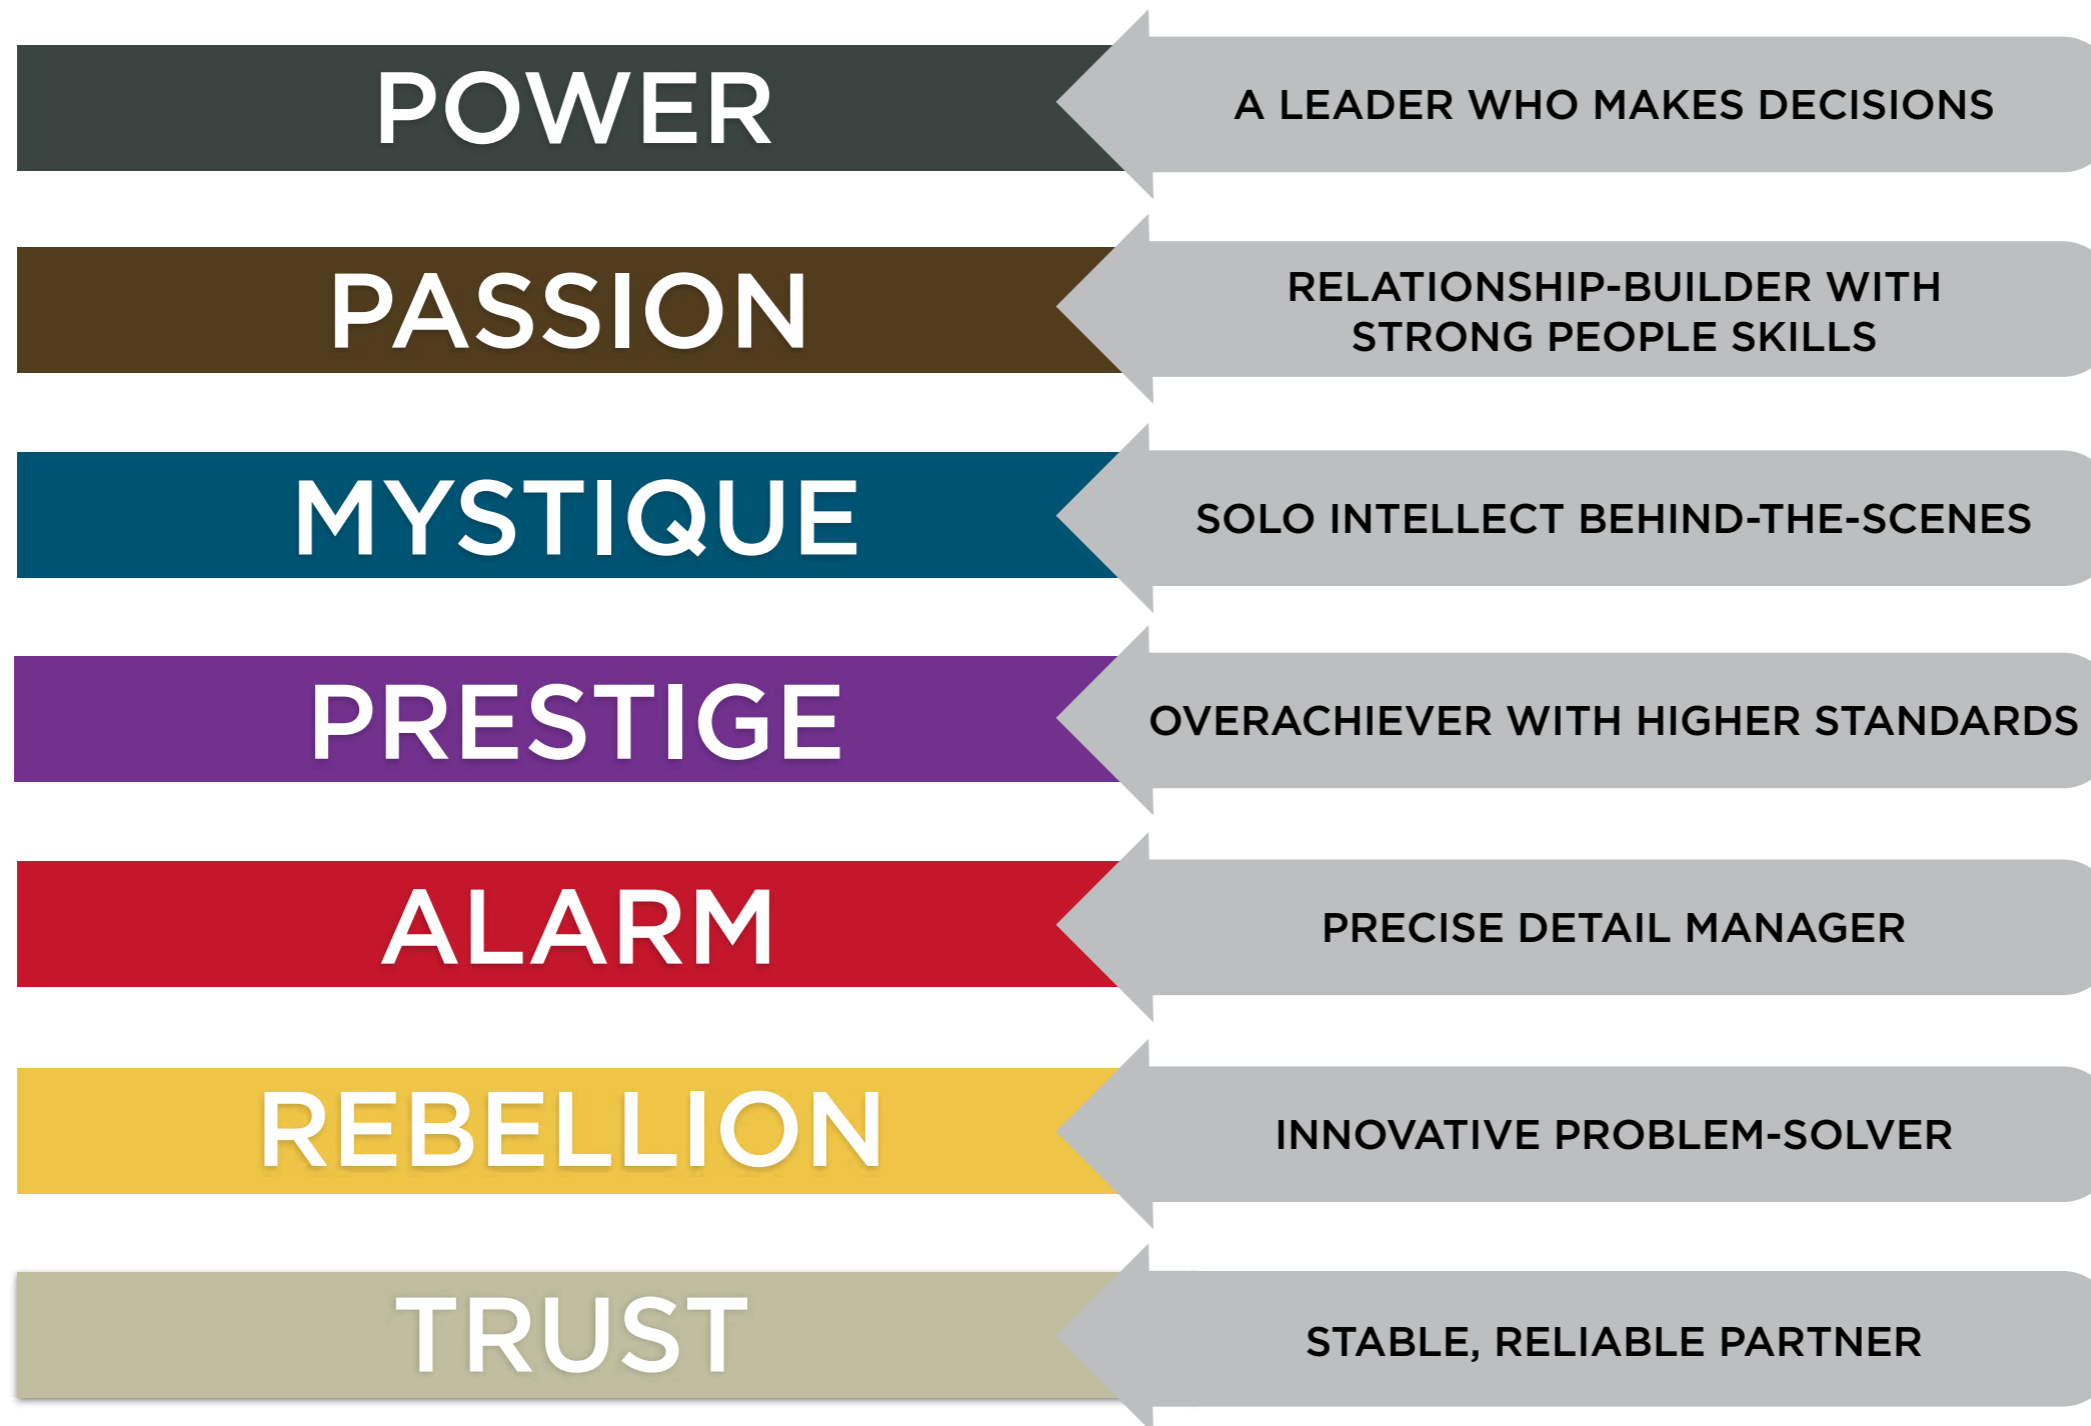 POWER
A LEADER WHO MAKES DECISIONS
PASSION
RELATIONSHIP-BUILDER WITH
STRONG PEOPLE SKILLS
MYSTIQUE
SOLO INTELLECT BEHIND-THE-SCENES
PRESTIGE
OVERACHIEVER WITH HIGHER STANDARDS
ALARM
PRECISE DETAIL MANAGER
REBELLION
INNOVATIVE PROBLEM-SOLVER
TRUST
STABLE, RELIABLE PARTNER